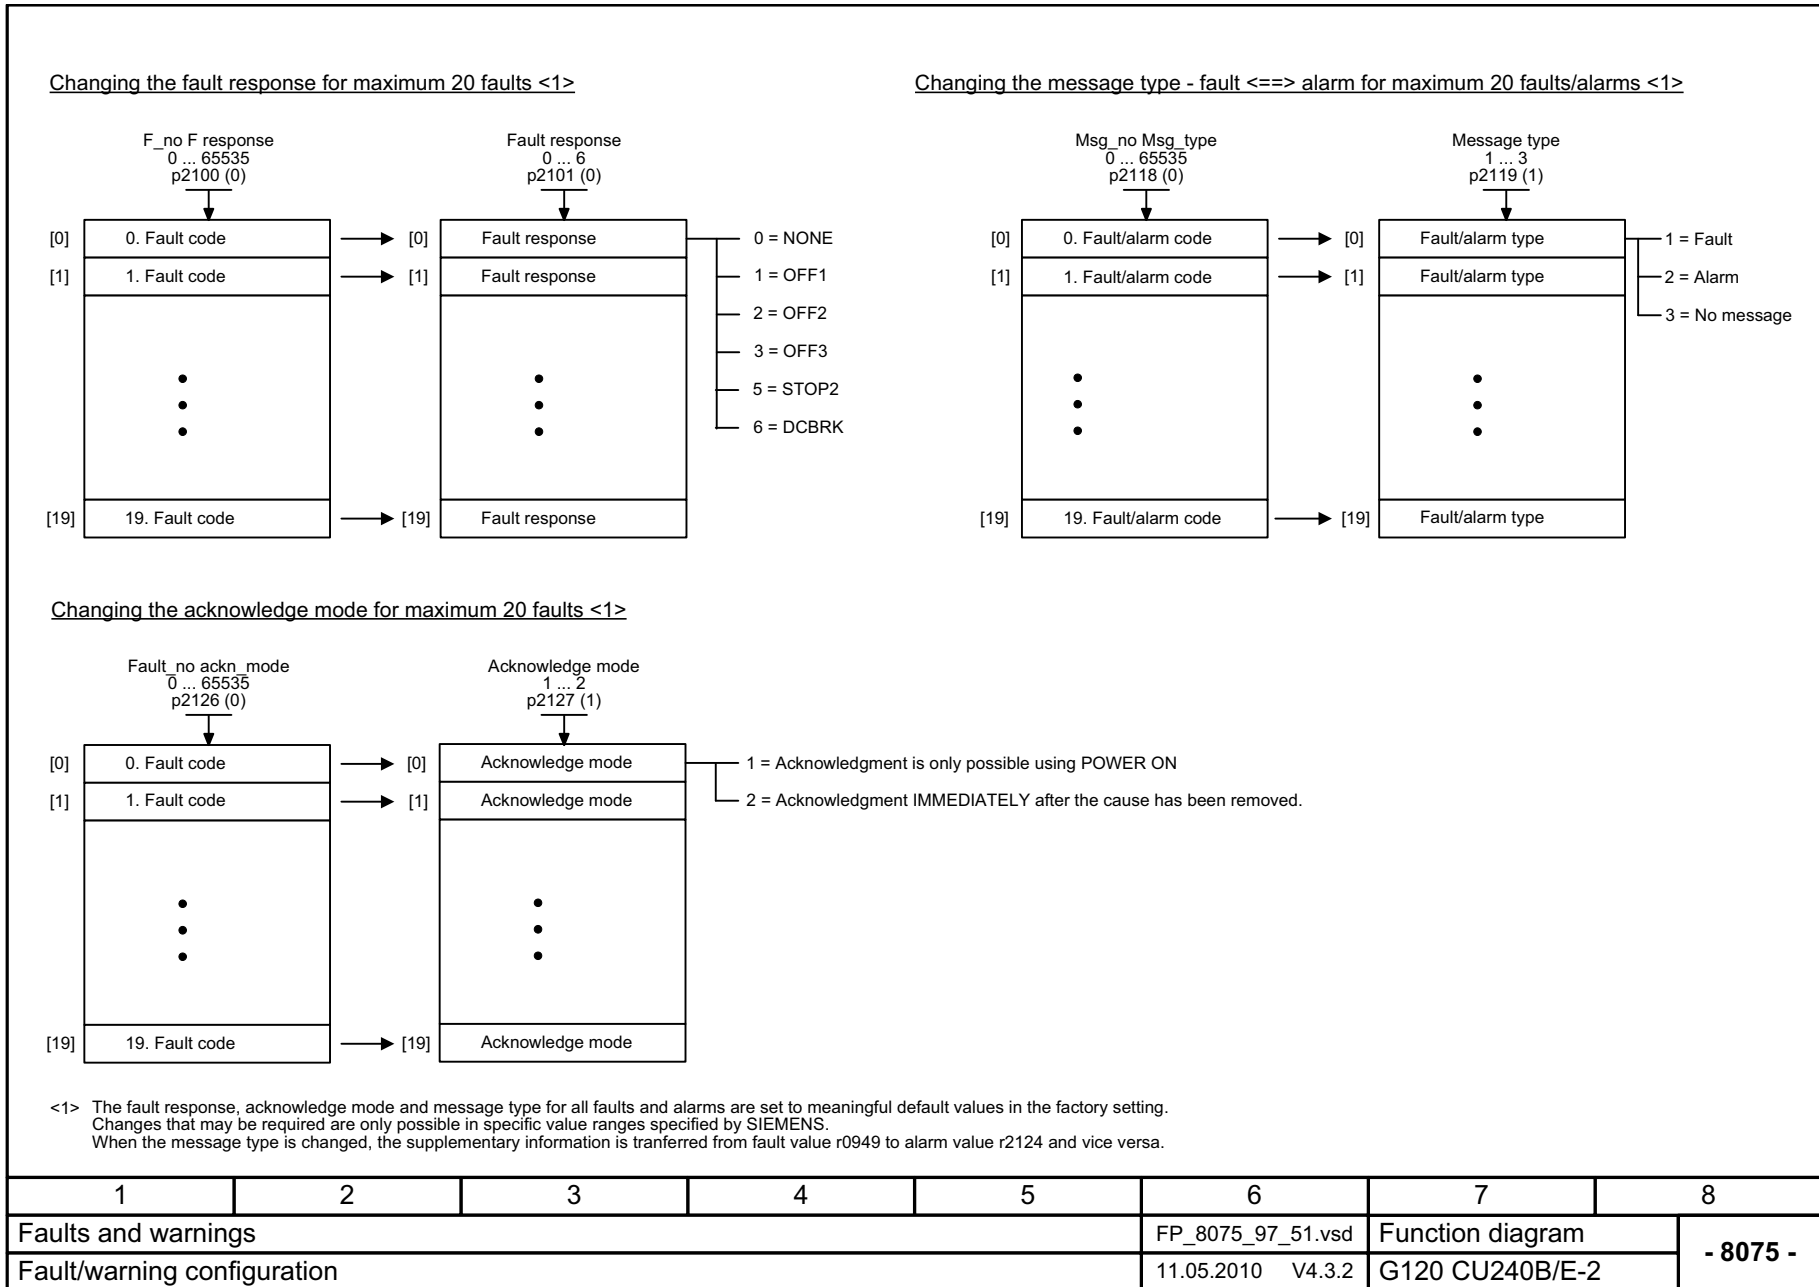 Changing the fault response for maximum 20 faults <1>
F_no F response
0 ... 65535
p2100 (0)
Fault response
0 ... 6
p2101 (0)
[0] 0. Fault code [0] Fault response 0 = NONE
[1] 1. Fault code [1] Fault response 1 = OFF1
2 = OFF2
3 = OFF3
5 = STOP2
6 = DCBRK
[19] 19. Fault code [19] Fault response
Changing the message type - fault <==> alarm for maximum 20 faults/alarms <1>
Msg_no Msg_type
0 ... 65535
p2118 (0)
Message type
1 ... 3
p2119 (1)
[0] 0. Fault/alarm code [0] Fault/alarm type 1 = Fault
[1] 1. Fault/alarm code [1] Fault/alarm type 2 = Alarm
3 = No message
[19] 19. Fault/alarm code [19] Fault/alarm type
Changing the acknowledge mode for maximum 20 faults <1>
Fault_no ackn_mode
0 ... 65535
p2126 (0)
Acknowledge mode
1 ... 2
p2127 (1)
[0] 0. Fault code [0] Acknowledge mode 1 = Acknowledgment is only possible using POWER ON
[1] 1. Fault code [1] Acknowledge mode 2 = Acknowledgment IMMEDIATELY after the cause has been removed.
[19] 19. Fault code [19] Acknowledge mode
<1> The fault response, acknowledge mode and message type for all faults and alarms are set to meaningful default values in the factory setting.
Changes that may be required are only possible in specific value ranges specified by SIEMENS.
When the message type is changed, the supplementary information is tranferred from fault value r0949 to alarm value r2124 and vice versa.
1 2 3 4 5 6 7 8
Faults and warnings FP_8075_97_51.vsd Function diagram - 8075 -
Fault/warning configuration 11.05.2010 V4.3.2 G120 CU240B/E-2